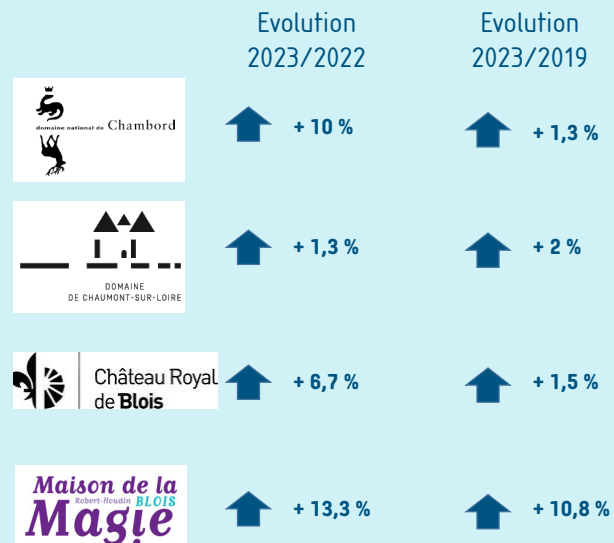 Evolution
2023/2022
Evolution
2023/2019
domaine national de Chambord
+ 10 %
+ 1,3 %
DOMAINE
DE CHAUMONT-SUR-LOIRE
+ 1,3 %
+ 2 %
Château Royal
de Blois
+ 6,7 %
+ 1,5 %
Maison de la
Robert-Houdin BLOIS
Magie
+ 13,3 %
+ 10,8 %